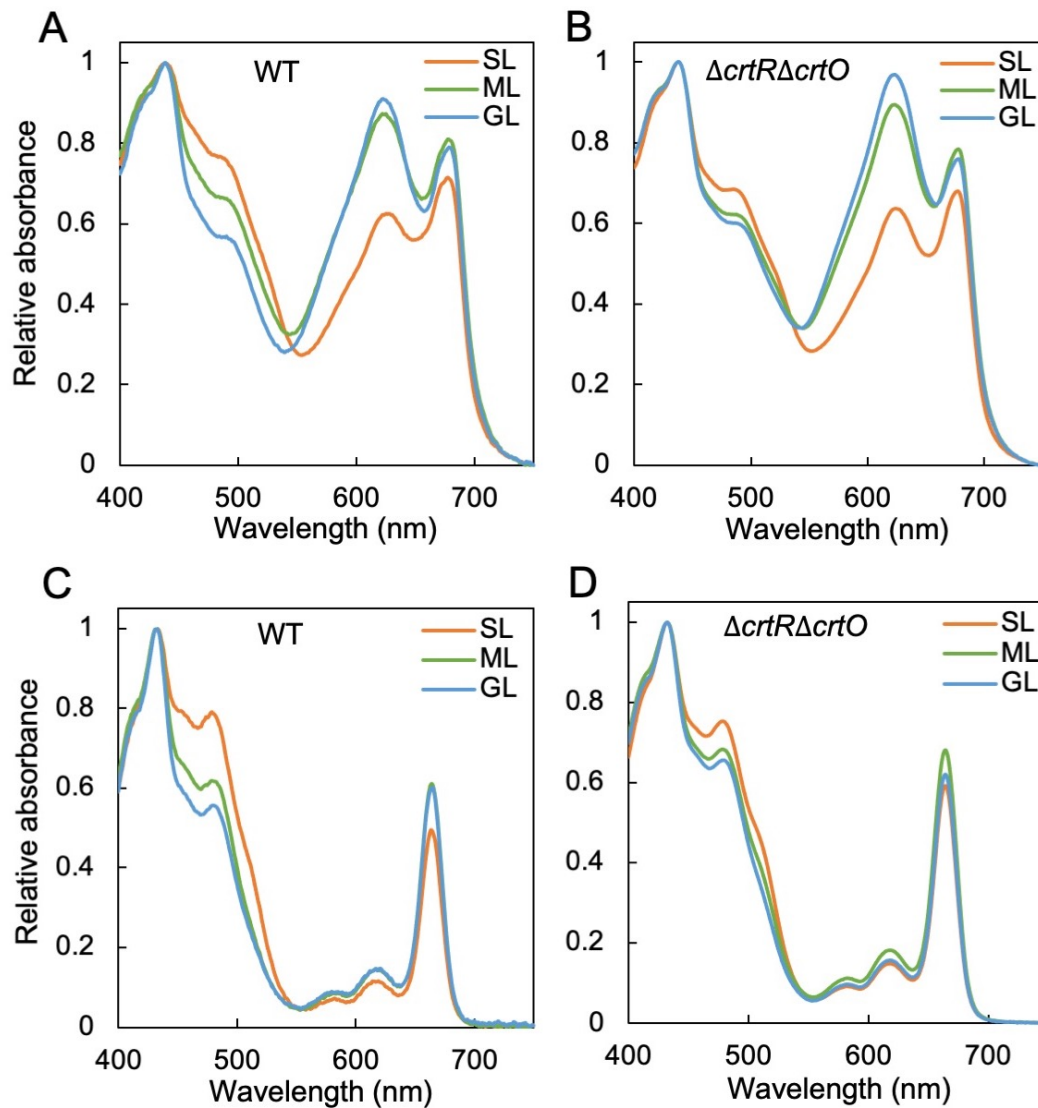 A
WT
SL
ML
GL
Relative absorbance
1
0.8
0.6
0.4
0.2
0
400 500 600 700
Wavelength (nm)
B
ΔcrtRΔcrtO
SL
ML
GL
1
0.8
0.6
0.4
0.2
0
400 500 600 700
Wavelength (nm)
C
WT
SL
ML
GL
Relative absorbance
1
0.8
0.6
0.4
0.2
0
400 500 600 700
Wavelength (nm)
D
ΔcrtRΔcrtO
SL
ML
GL
1
0.8
0.6
0.4
0.2
0
400 500 600 700
Wavelength (nm)